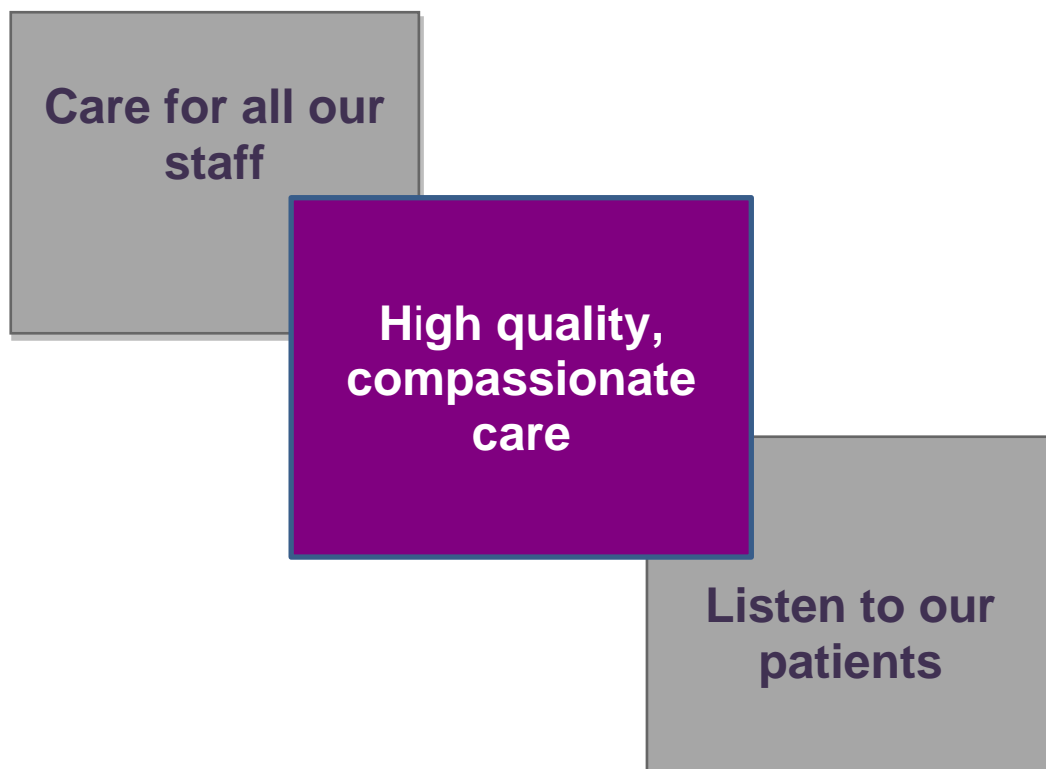 Care for all our
staff
High quality,
compassionate
care
Listen to our
patients